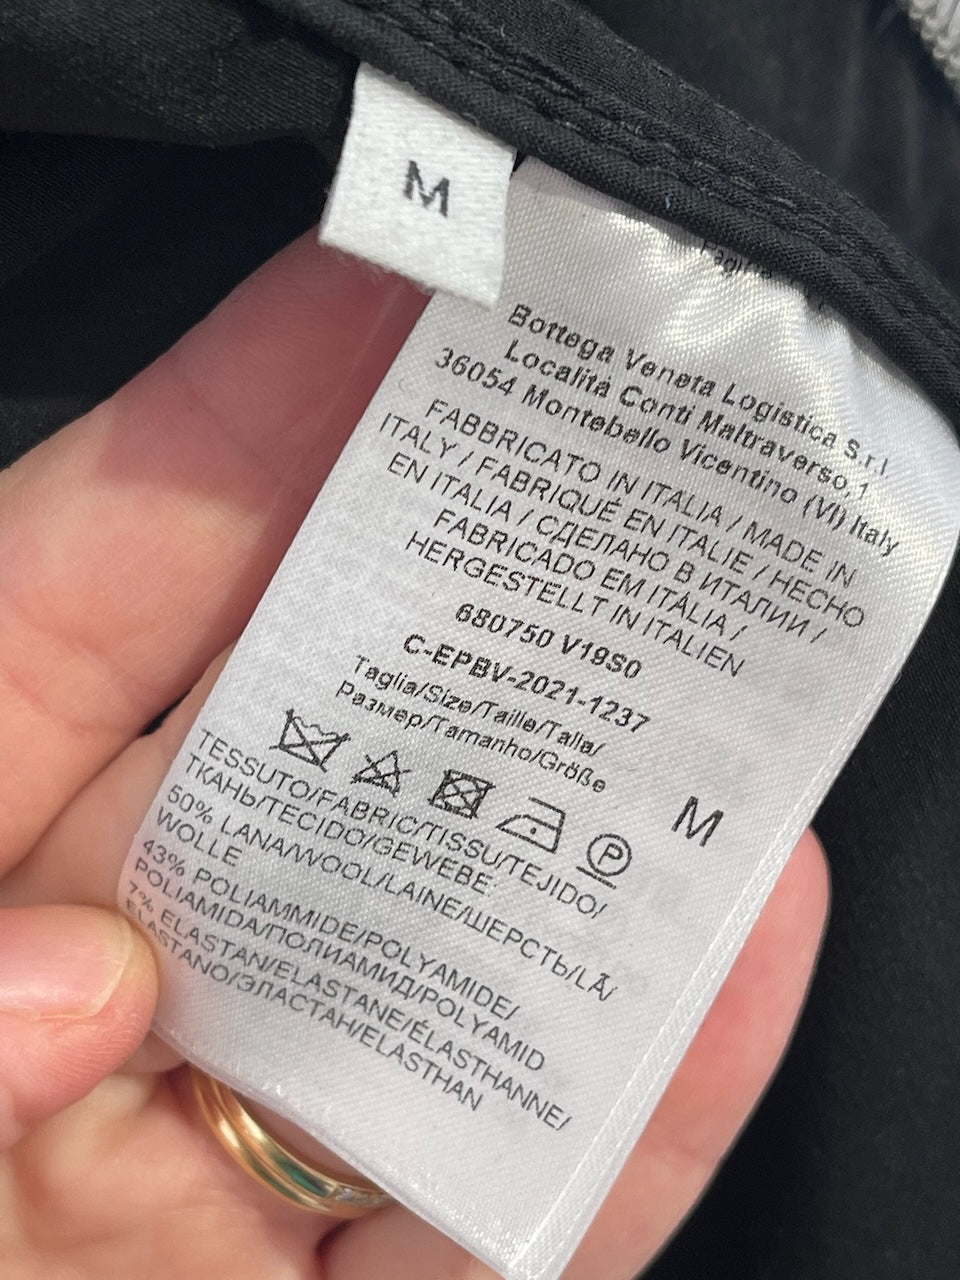 M
Bottega Veneta Logistica S.r.l
Località Conti Maltraverso,1
36054 Montebello Vicentino (VI) Italy
FABBRICATO IN ITALIA / MADE IN
ITALY / FABRIQUÉ EN ITALIE / HECHO
EN ITALIA / СДЕЛАНО В ИТАЛИИ /
FABRICADO EM ITÁLIA /
HERGESTELLT IN ITALIEN
680750 V19S0
C-EPBV-2021-1237
Taglia/Size/Taille/Talla/
Размер/Tamanho/Größe
M
P
TESSUTO/FABRIC/TISSU/TEJIDO/
ТКАНЬ/TECIDO/GEWEBE:
50% LANA/WOOL/LAINE/ШЕРСТЬ/LÃ/
WOLLE
43% POLIAMMIDE/POLYAMIDE/
POLIAMIDA/ПОЛИАМИД/POLYAMID
7% ELASTAN/ELASTANE/ÉLASTHANNE/
ELASTANO/ЭЛАСТАН/ELASTHAN